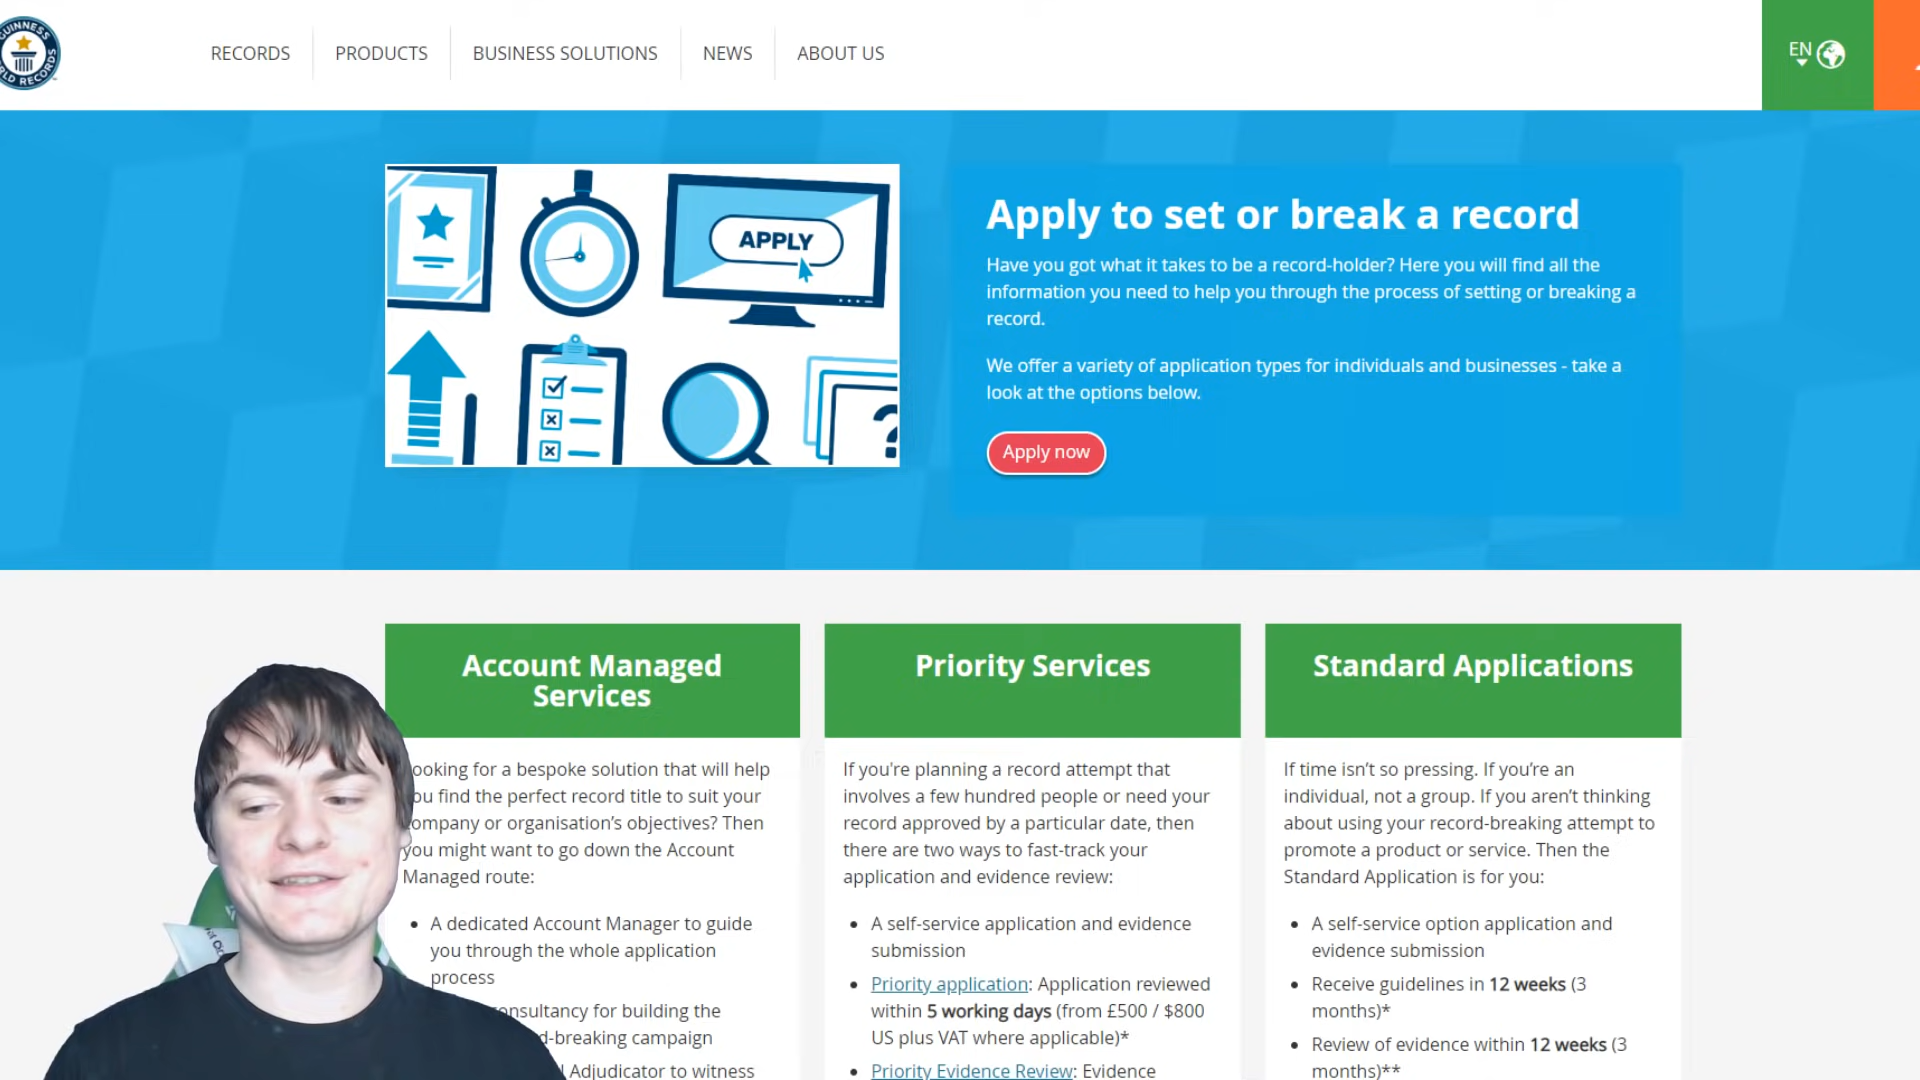 GUINNESS
WORLD RECORDS
RECORDS
PRODUCTS
BUSINESS SOLUTIONS
NEWS
ABOUT US
EN
APPLY
?
Apply to set or break a record
Have you got what it takes to be a record-holder? Here you will find all the
information you need to help you through the process of setting or breaking a
record.
We offer a variety of application types for individuals and businesses - take a
look at the options below.
Apply now
Account Managed
Services
ooking for a bespoke solution that will help
ou find the perfect record title to suit your
ompany or organisation's objectives? Then
you might want to go down the Account
Managed route:
A dedicated Account Manager to guide
you through the whole application
process
onsultancy for building the
d-breaking campaign
Adjudicator to witness
Priority Services
If you're planning a record attempt that
involves a few hundred people or need your
record approved by a particular date, then
there are two ways to fast-track your
application and evidence review:
A self-service application and evidence
submission
Priority application: Application reviewed
within 5 working days (from £500 / $800
US plus VAT where applicable)*
Priority Evidence Review: Evidence
Standard Applications
If time isn't so pressing. If you're an
individual, not a group. If you aren't thinking
about using your record-breaking attempt to
promote a product or service. Then the
Standard Application is for you:
A self-service option application and
evidence submission
Receive guidelines in 12 weeks (3
months)*
Review of evidence within 12 weeks (3
months)**